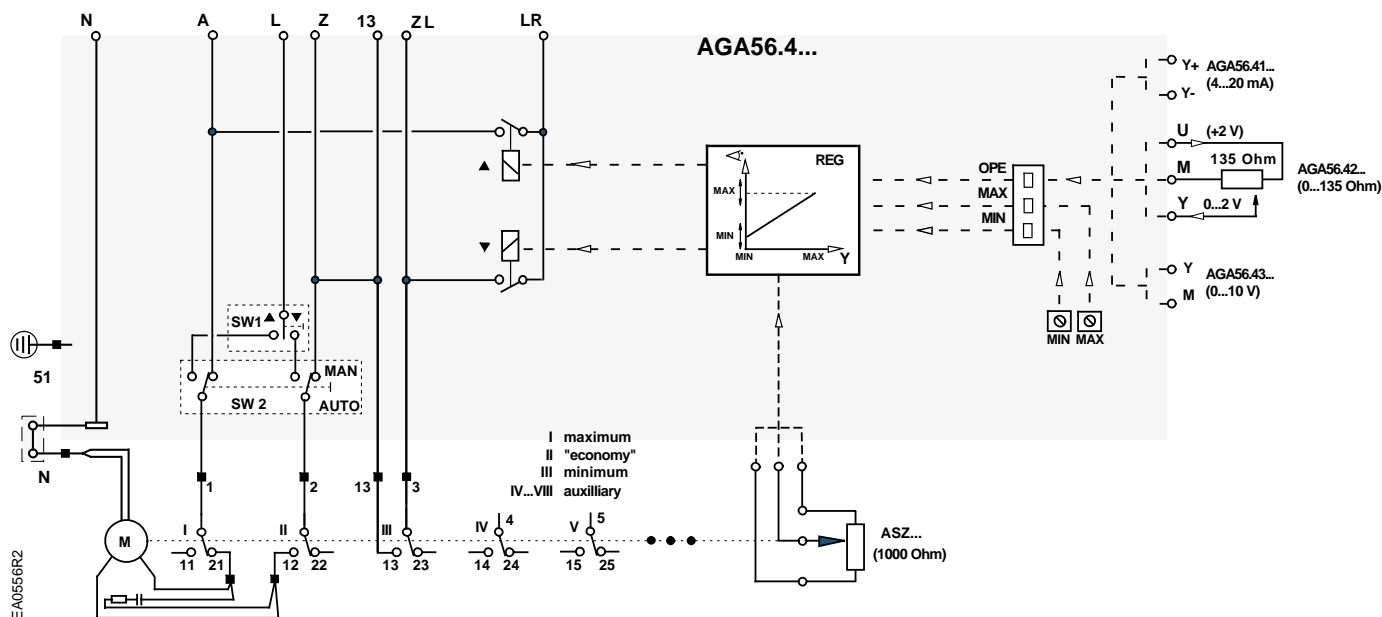 N A L Z 13 ZL LR
AGA56.4...
Y+ AGA56.41...
(4...20 mA)
Y-
U (+2 V)
135 Ohm
M
AGA56.42...
(0...135 Ohm)
Y 0...2 V
Y AGA56.43...
(0...10 V)
M
▲
▼
REG
MAX
MIN
MIN MAX Y
OPE
MAX
MIN
MIN MAX
SW1 ▲ ▼
MAN
SW 2 AUTO
51
N
I maximum
II "economy"
III minimum
IV...VIII auxilliary
1 2 13 3 4 5
I II III IV V
11 21 12 22 13 23 14 24 15 25
M
ASZ...
(1000 Ohm)
EA0556R2